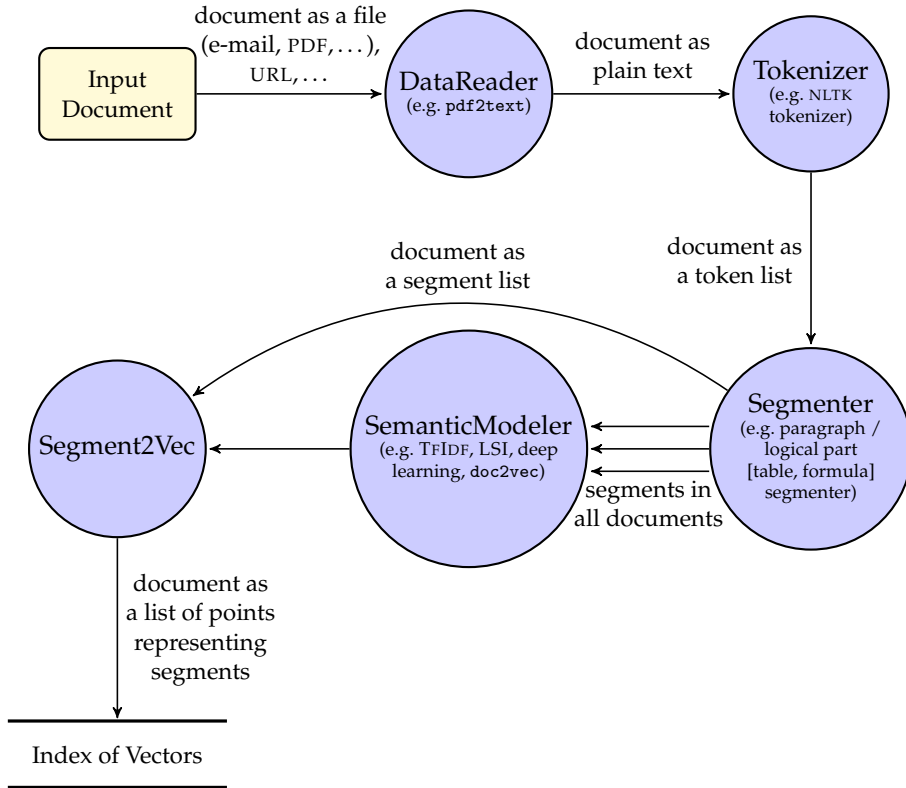 document as a file
(e-mail, PDF, . . . ),
URL, . . .
Input
Document
DataReader
(e.g. pdf2text)
document as
plain text
Tokenizer
(e.g. NLTK
tokenizer)
document as
a token list
document as
a segment list
Segment2Vec
SemanticModeler
(e.g. TFIDF, LSI, deep
learning, doc2vec)
Segmenter
(e.g. paragraph /
logical part
[table, formula]
segmenter)
segments in
all documents
document as
a list of points
representing
segments
Index of Vectors